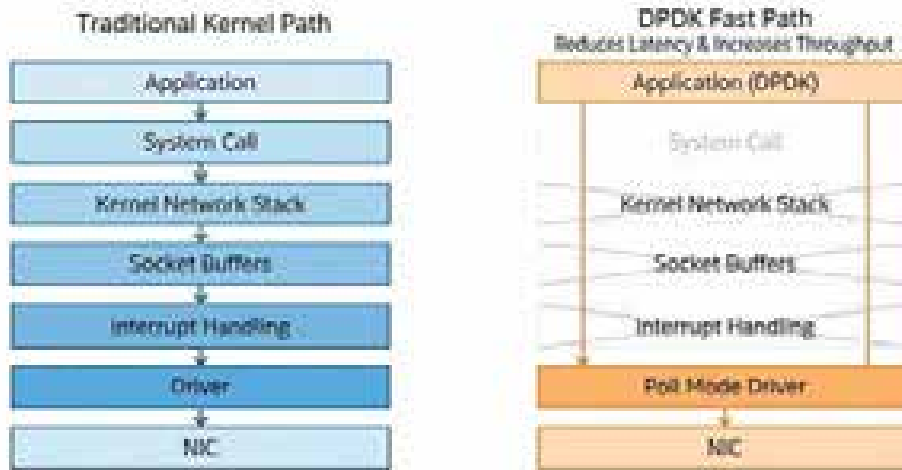 Traditional Kernel Path
Application
System Call
Kernel Network Stack
Socket Buffers
Interrupt Handling
Driver
NIC
DPDK Fast Path
Reduces Latency & Increases Throughput
Application (DPDK)
System Call
Kernel Network Stack
Socket Buffers
Interrupt Handling
Poll Mode Driver
NIC